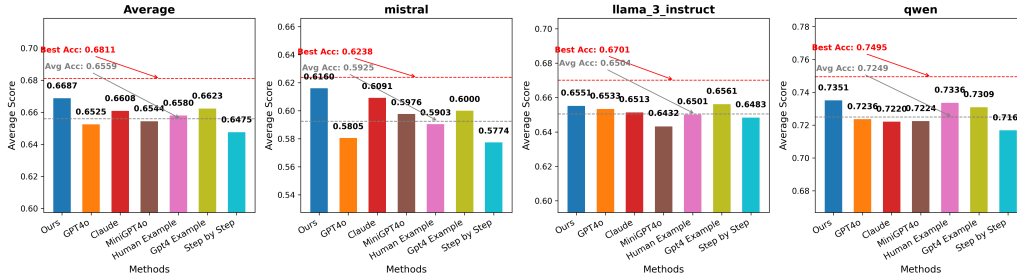 Average
Average Score
0.70
0.68
0.66
0.64
0.62
0.60
Best Acc: 0.6811
Avg Acc: 0.6559
0.6687
0.6525
0.6608
0.6544
0.6580
0.6623
0.6475
Ours
GPT4o
Claude
MiniGPT4o
Human Example
Gpt4 Example
Step by Step
Methods
mistral
Average Score
0.66
0.64
0.62
0.60
0.58
0.56
0.54
Best Acc: 0.6238
Avg Acc: 0.5925
0.6160
0.5805
0.6091
0.5976
0.5903
0.6000
0.5774
Ours
GPT4o
Claude
MiniGPT4o
Human Example
Gpt4 Example
Step by Step
Methods
llama_3_instruct
Average Score
0.70
0.68
0.66
0.64
0.62
0.60
Best Acc: 0.6701
Avg Acc: 0.6504
0.6551
0.6533
0.6513
0.6432
0.6501
0.6561
0.6483
Ours
GPT4o
Claude
MiniGPT4o
Human Example
Gpt4 Example
Step by Step
Methods
qwen
Average Score
0.78
0.76
0.74
0.72
0.70
0.68
Best Acc: 0.7495
Avg Acc: 0.7249
0.7351
0.7236
0.7220
0.7224
0.7336
0.7309
0.716
Ours
GPT4o
Claude
MiniGPT4o
Human Example
Gpt4 Example
Step by Step
Methods